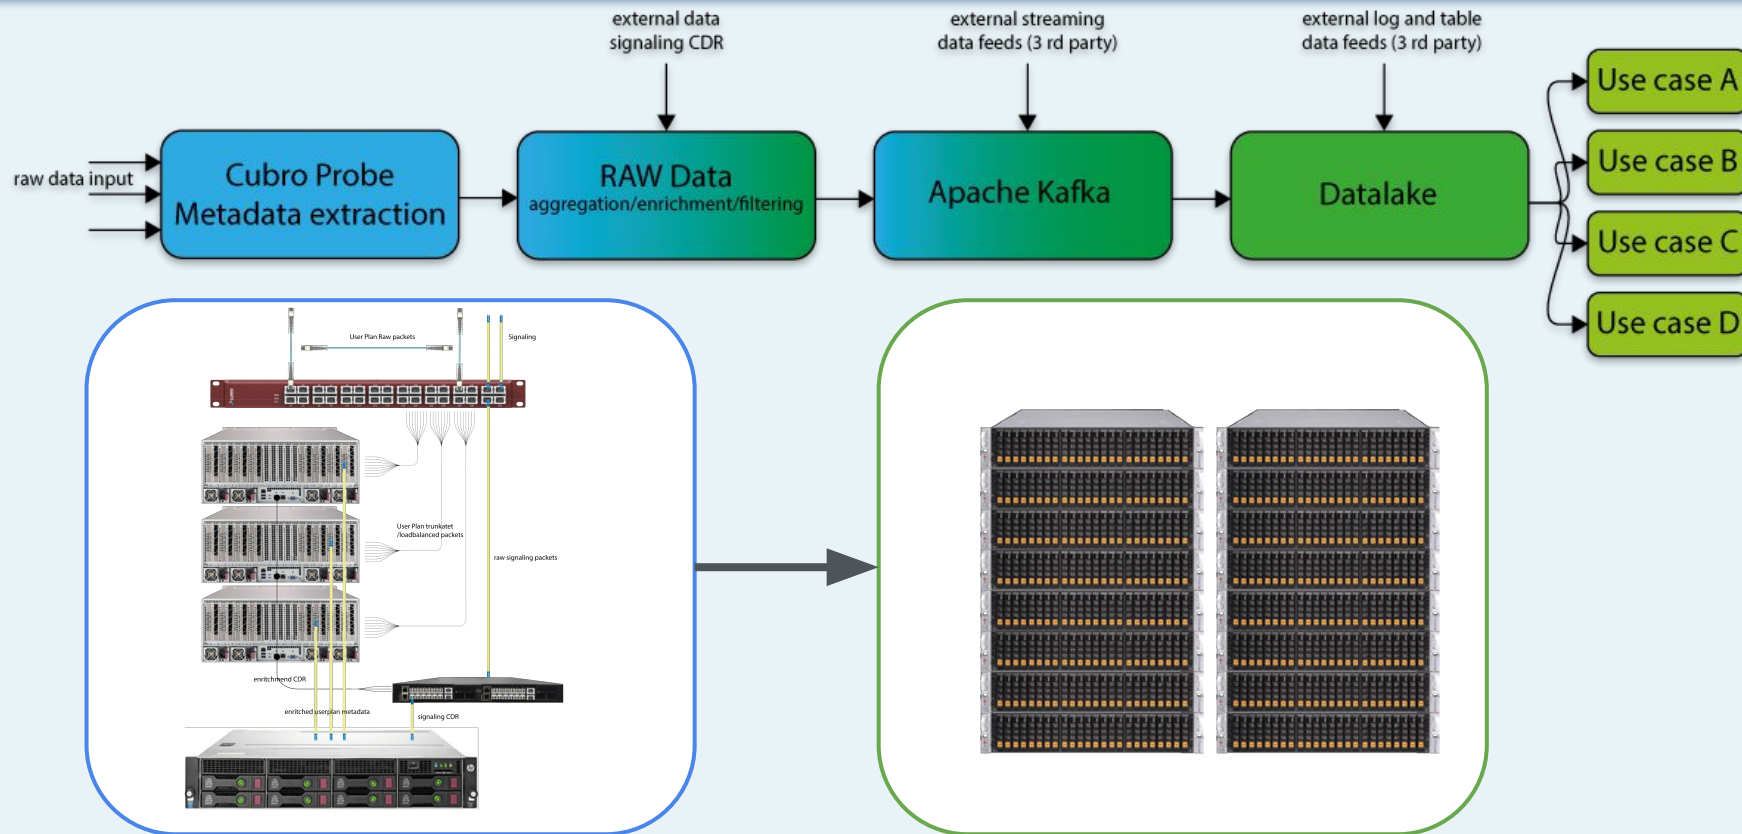 external data
signaling CDR
external streaming
data feeds (3 rd party)
external log and table
data feeds (3 rd party)
raw data input
Cubro Probe
Metadata extraction
RAW Data
aggregation/enrichment/filtering
Apache Kafka
Datalake
Use case A
Use case B
Use case C
Use case D
User Plan Raw packets
Signaling
User Plan trunkatet
/loadbalanced packets
raw signaling packets
enritchmend CDR
enritched userplan metadata
signaling CDR